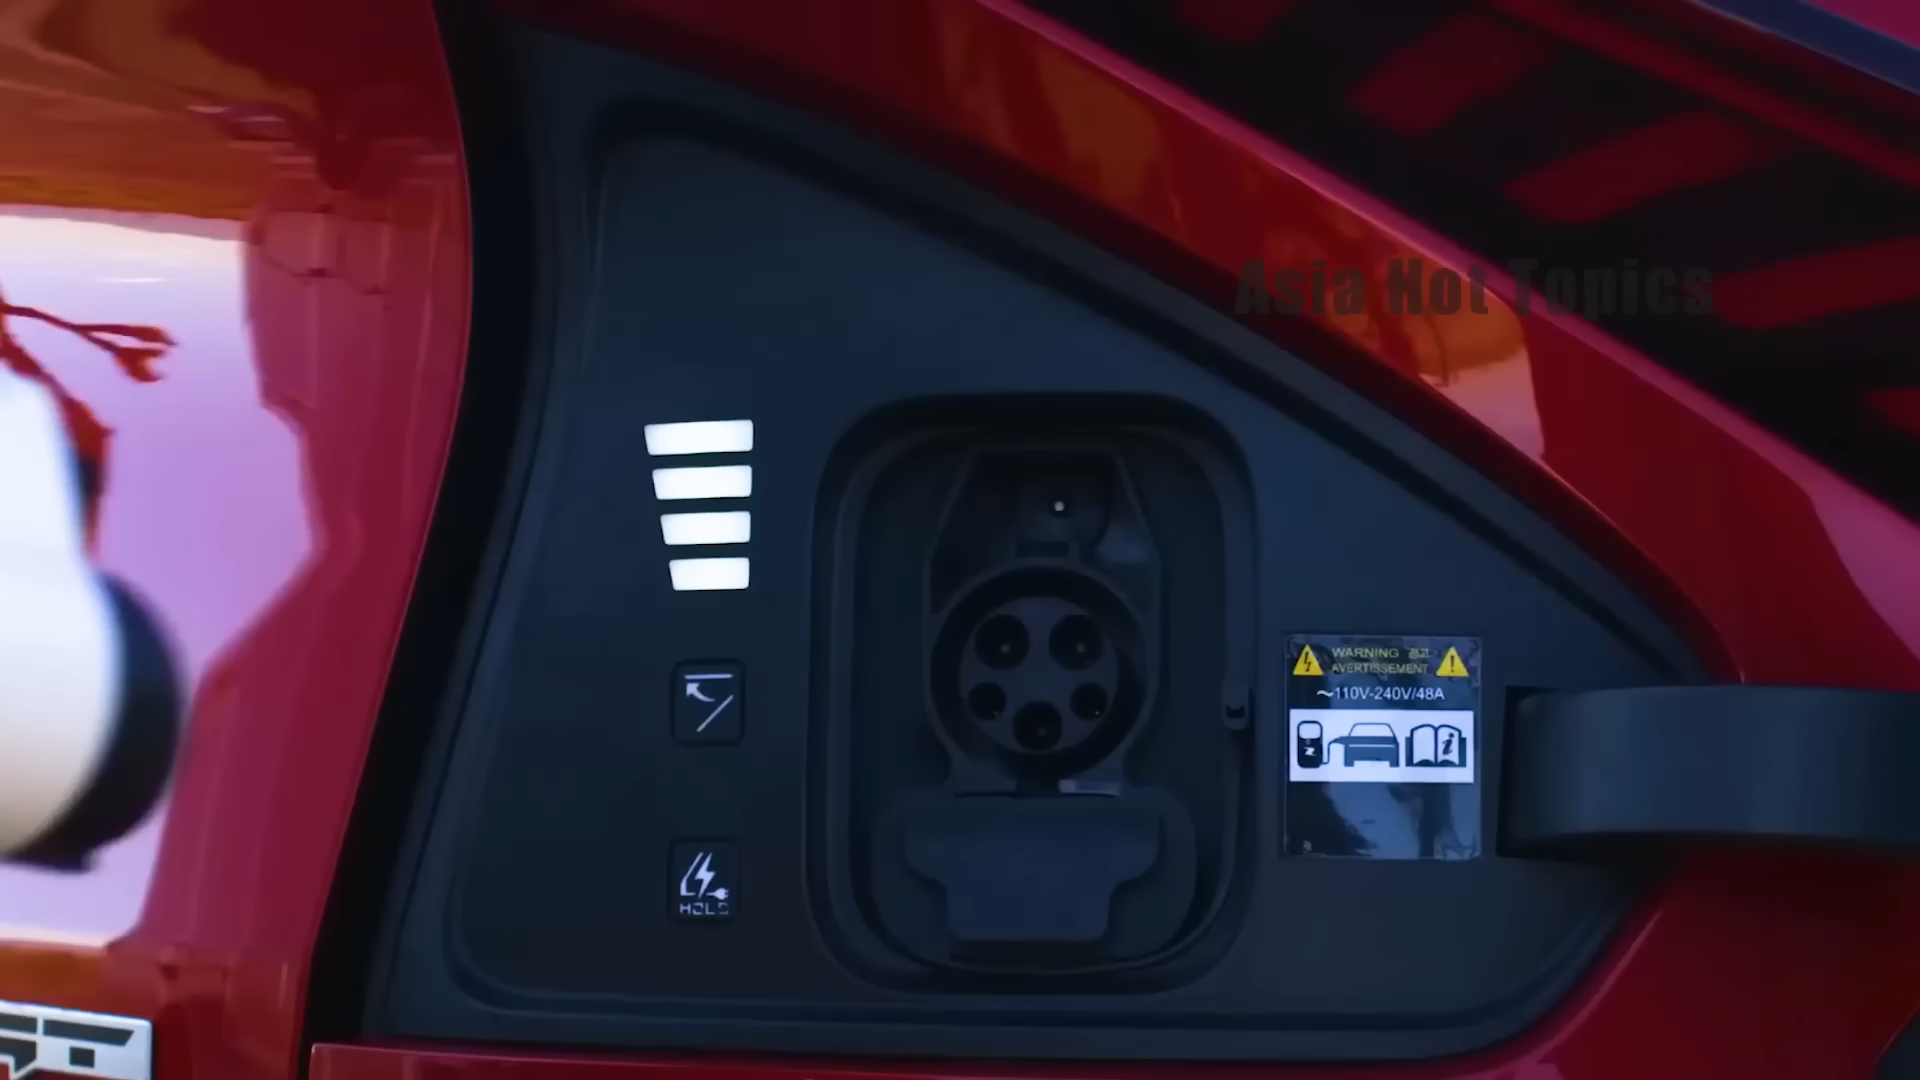 Asia Hot Topics
WARNING 경고
AVERTISSEMENT
~110V-240V/48A
HOLD